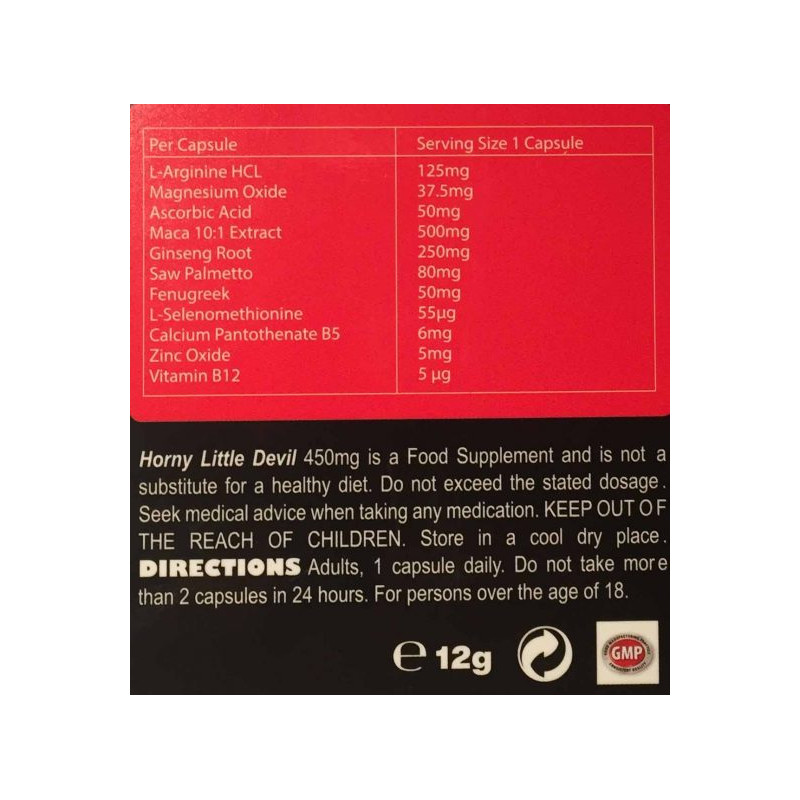 Per Capsule Serving Size 1 Capsule
L-Arginine HCL 125mg
Magnesium Oxide 37.5mg
Ascorbic Acid 50mg
Maca 10:1 Extract 500mg
Ginseng Root 250mg
Saw Palmetto 80mg
Fenugreek 50mg
L-Selenomethionine 55µg
Calcium Pantothenate B5 6mg
Zinc Oxide 5mg
Vitamin B12 5 µg
Horny Little Devil 450mg is a Food Supplement and is not a
substitute for a healthy diet. Do not exceed the stated dosage.
Seek medical advice when taking any medication. KEEP OUT OF
THE REACH OF CHILDREN. Store in a cool dry place.
DIRECTIONS Adults, 1 capsule daily. Do not take more
than 2 capsules in 24 hours. For persons over the age of 18.
℮ 12g
GMP